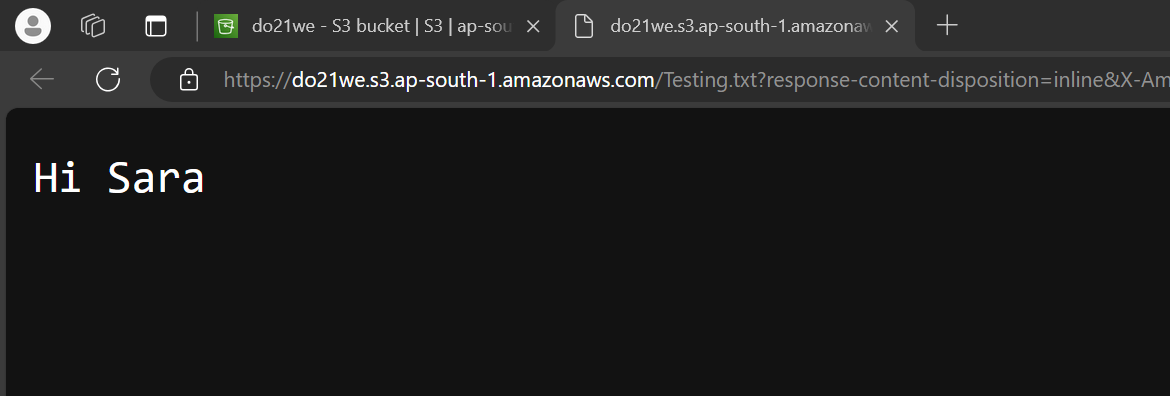 do21we - S3 bucket | S3 | ap-sou
do21we.s3.ap-south-1.amazonaw
https://do21we.s3.ap-south-1.amazonaws.com/Testing.txt?response-content-disposition=inline&X-Am
Hi Sara